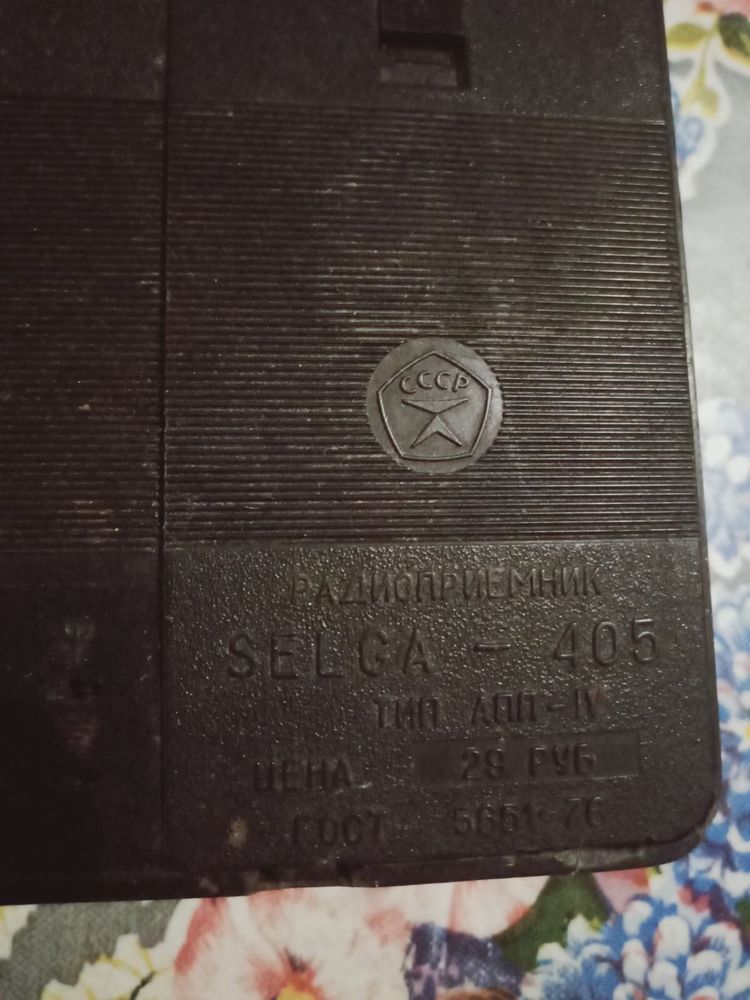 СССР
РАДИОПРИЕМНИК
SELGA - 405
ТИП АПП-IV
ЦЕНА 29 РУБ
ГОСТ 5651-76